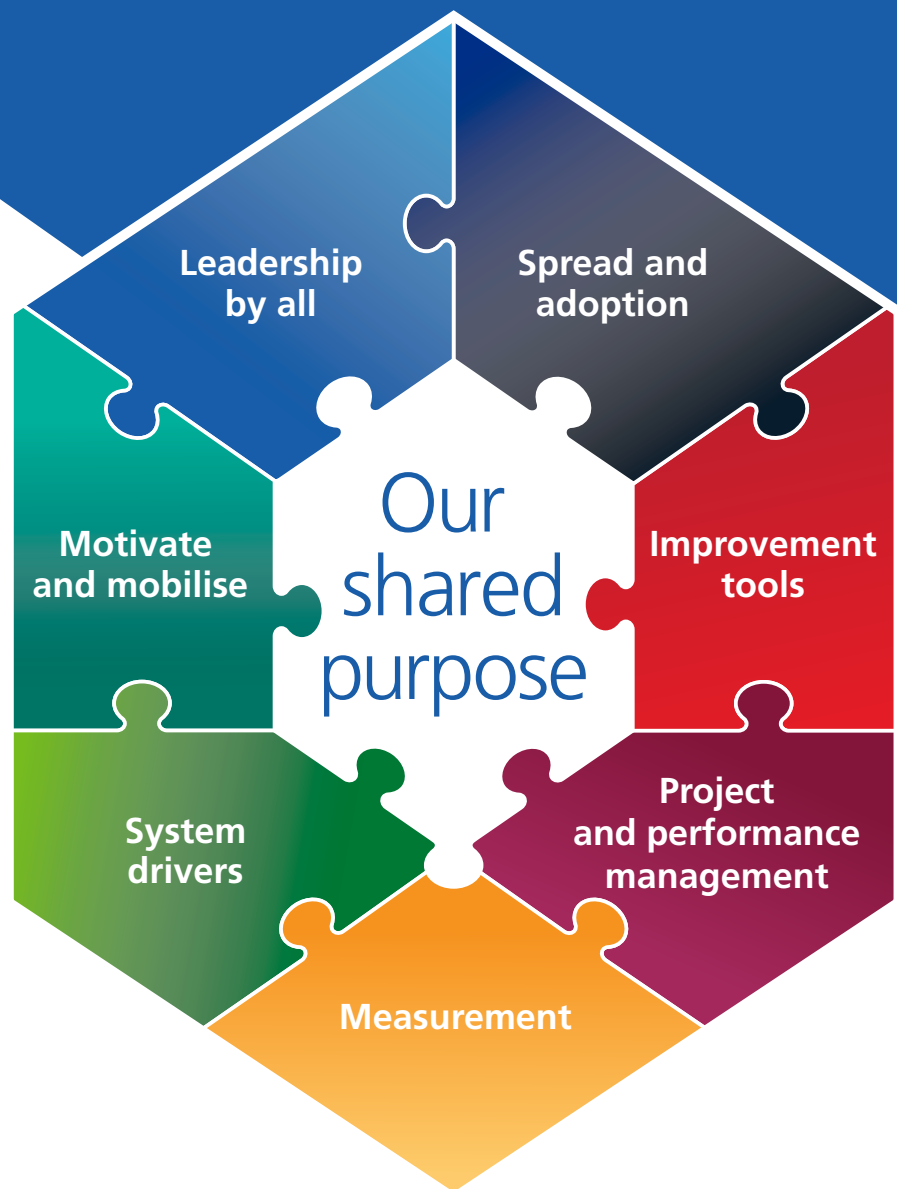 Leadership
by all
Spread and
adoption
Motivate
and mobilise
Our
shared
purpose
Improvement
tools
System
drivers
Project
and performance
management
Measurement